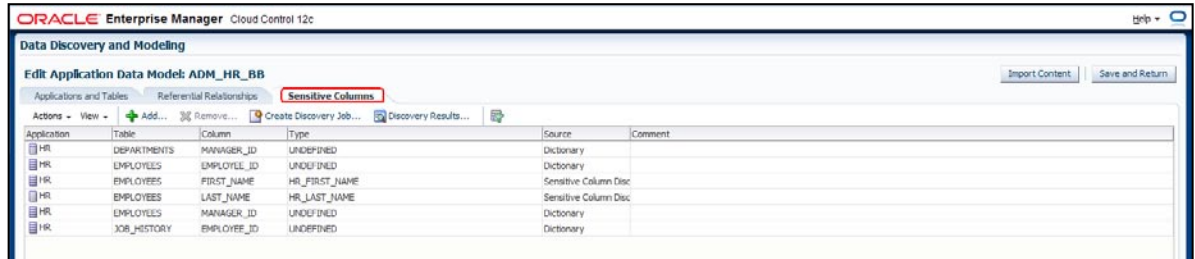 ORACLE Enterprise Manager Cloud Control 12c Help
Data Discovery and Modeling
Edit Application Data Model: ADM_HR_BB Import Content Save and Return
Applications and Tables Referential Relationships Sensitive Columns
Actions View Add... Remove... Create Discovery Job... Discovery Results...
Application Table Column Type Source Comment
HR DEPARTMENTS MANAGER_ID UNDEFINED Dictionary
HR EMPLOYEES EMPLOYEE_ID UNDEFINED Dictionary
HR EMPLOYEES FIRST_NAME HR_FIRST_NAME Sensitive Column Disc
HR EMPLOYEES LAST_NAME HR_LAST_NAME Sensitive Column Disc
HR EMPLOYEES MANAGER_ID UNDEFINED Dictionary
HR JOB_HISTORY EMPLOYEE_ID UNDEFINED Dictionary